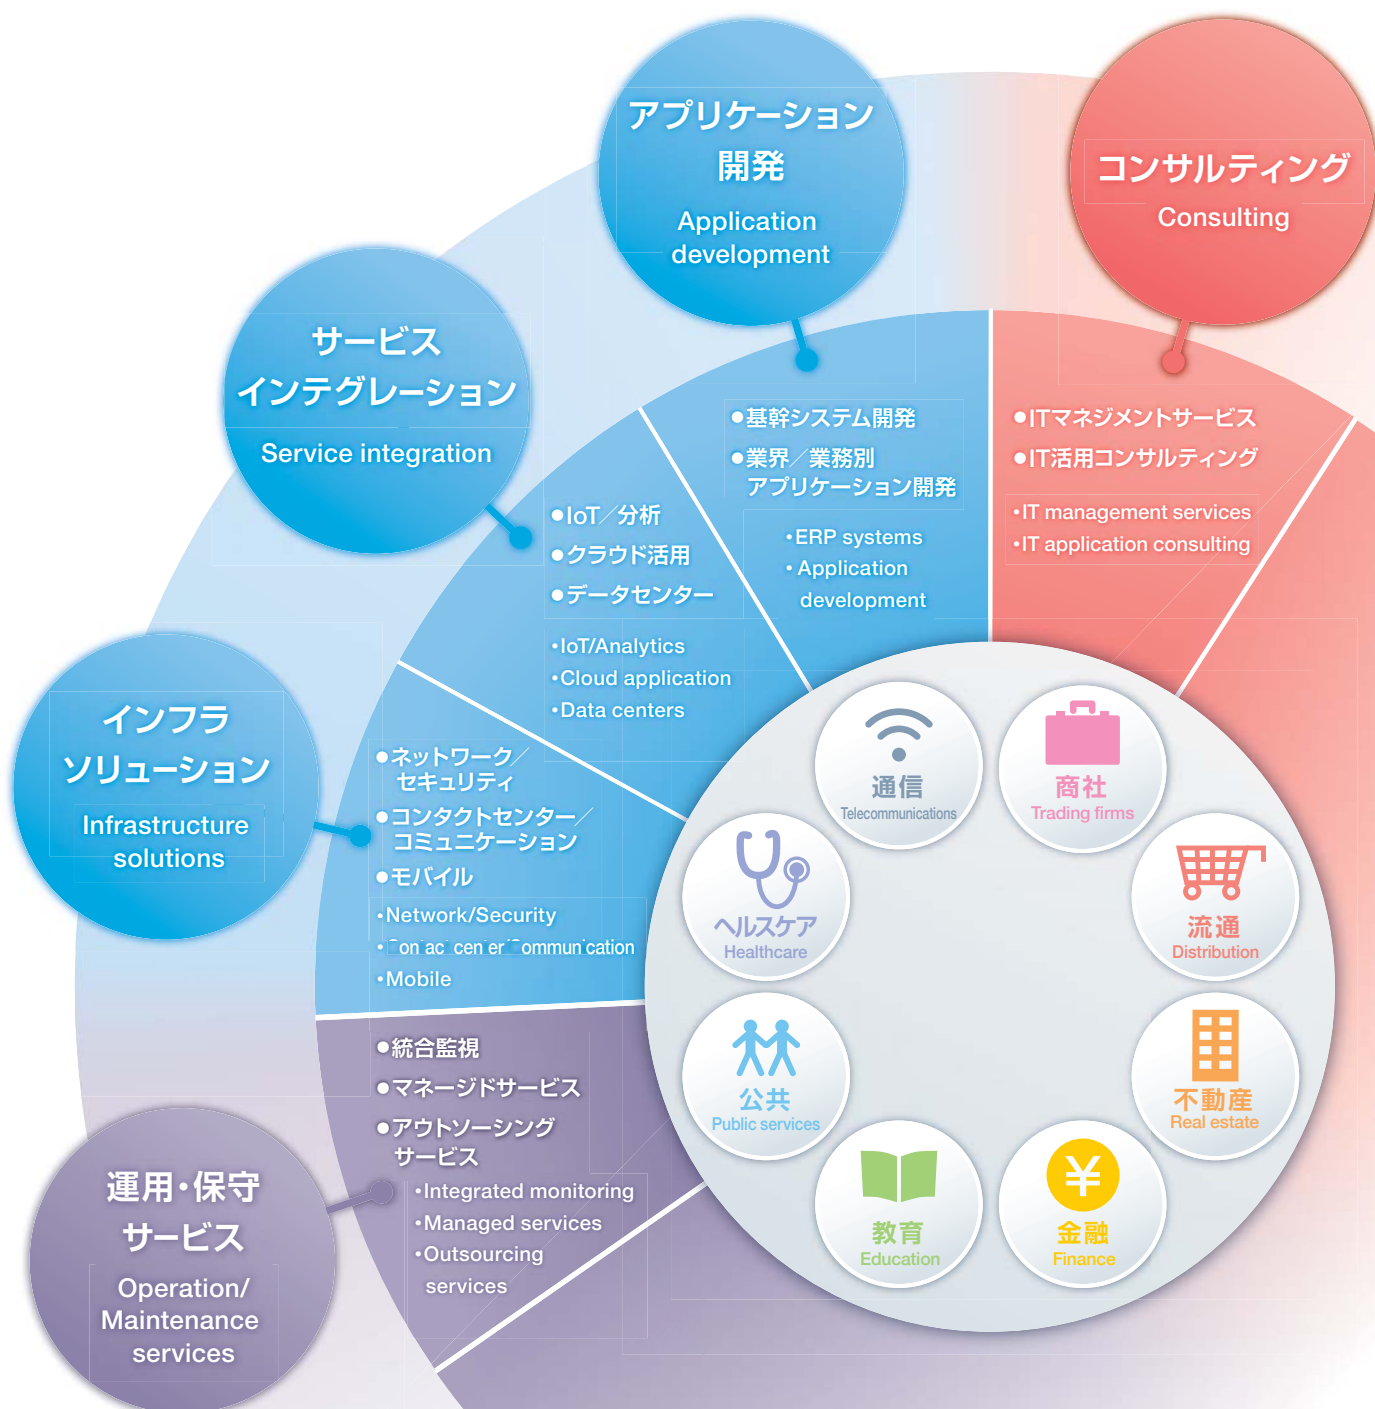 アプリケーション
開発
Application
development
コンサルティング
Consulting
サービス
インテグレーション
Service integration
●基幹システム開発
●業界／業務別
アプリケーション開発
•ERP systems
• Application
development
●ITマネジメントサービス
●IT活用コンサルティング
•IT management services
•IT application consulting
●IoT／分析
●クラウド活用
●データセンター
•IoT/Analytics
•Cloud application
•Data centers
インフラ
ソリューション
Infrastructure
solutions
●ネットワーク／
セキュリティ
●コンタクトセンター／
コミュニケーション
●モバイル
•Network/Security
•Contact center/Communication
•Mobile
運用・保守
サービス
Operation/
Maintenance
services
●統合監視
●マネージドサービス
●アウトソーシング
サービス
•Integrated monitoring
•Managed services
•Outsourcing
services
通信
Telecommunications
商社
Trading firms
ヘルスケア
Healthcare
流通
Distribution
公共
Public services
不動産
Real estate
教育
Education
¥
金融
Finance